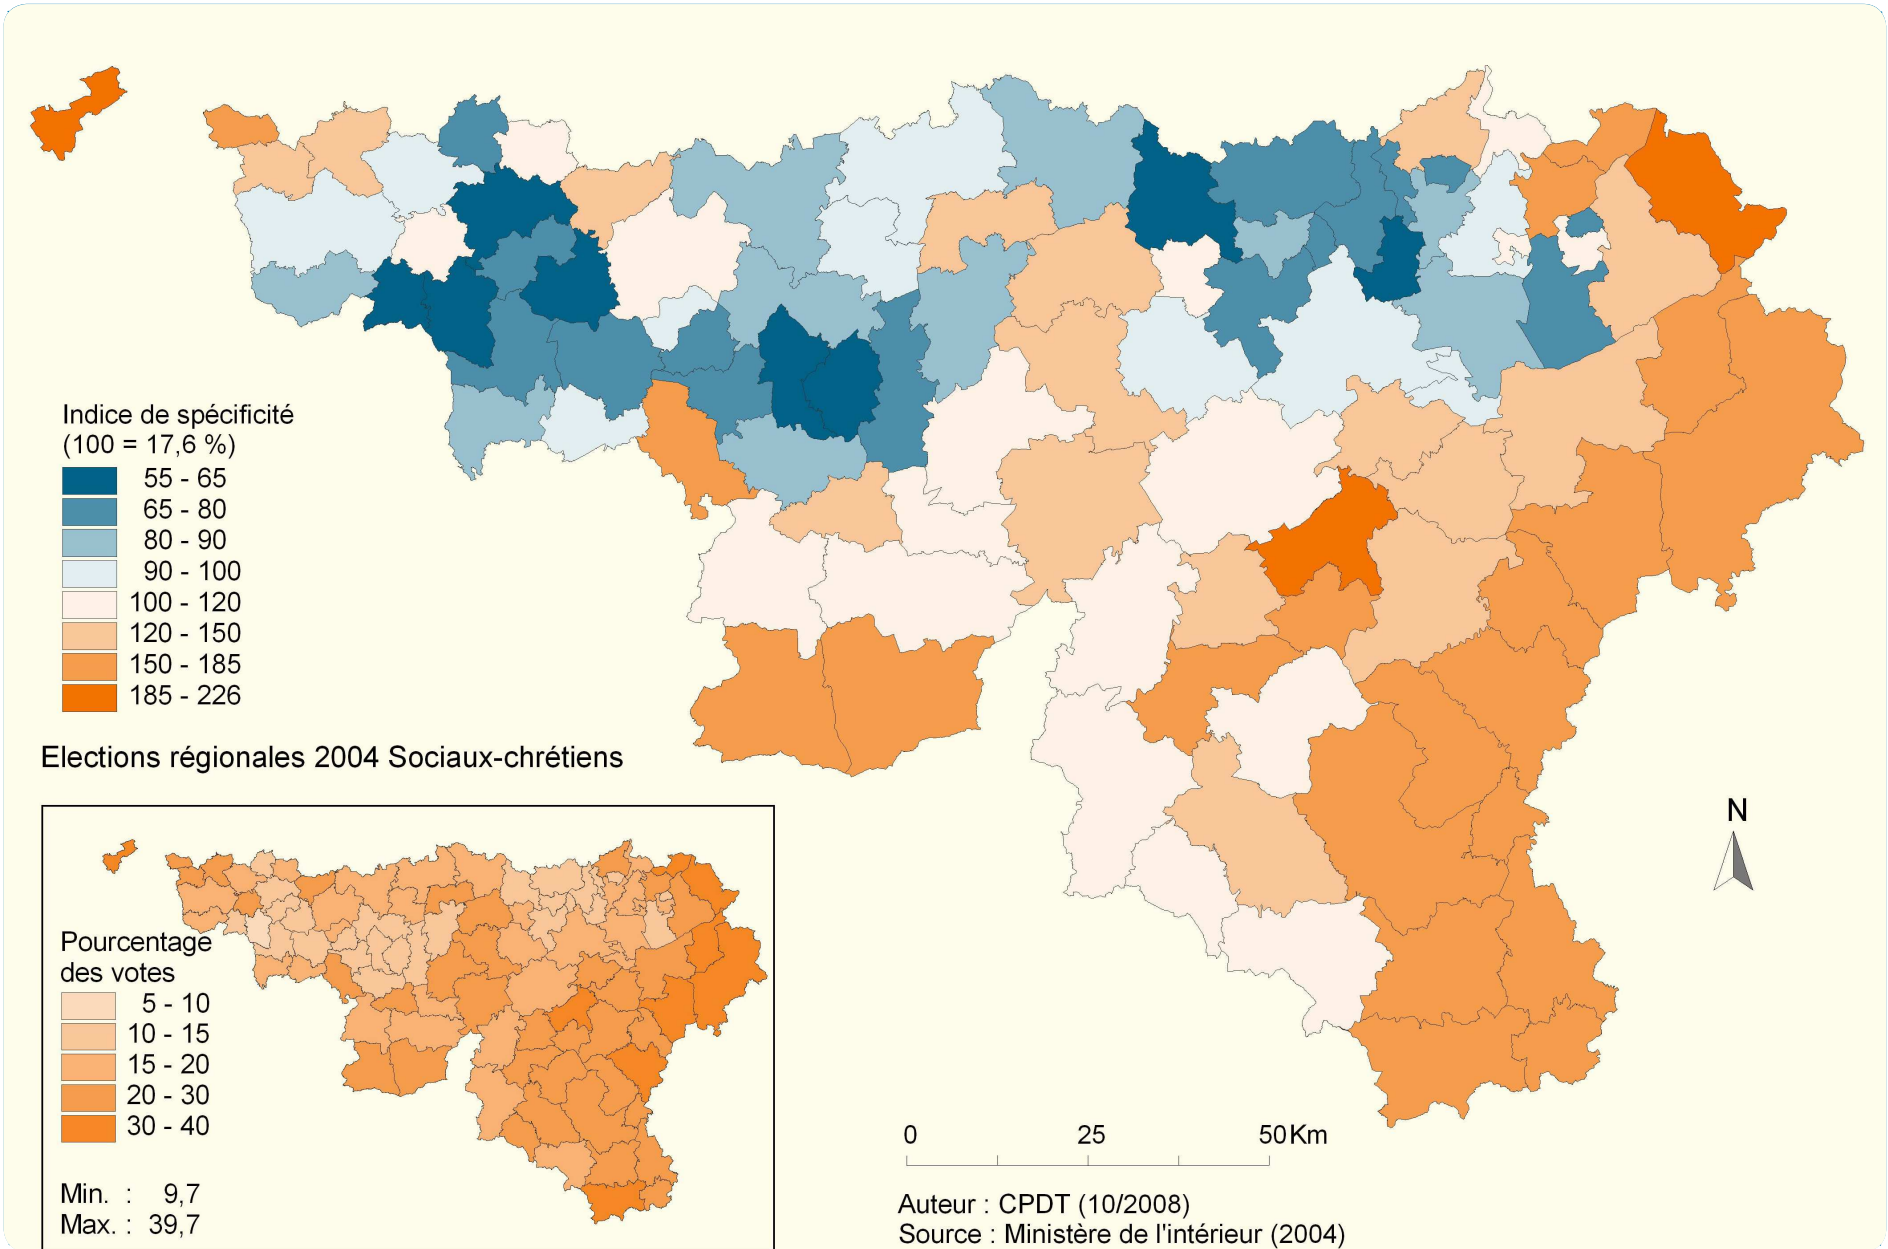 Indice de spécificité
(100 = 17,6 %)
55 - 65
65 - 80
80 - 90
90 - 100
100 - 120
120 - 150
150 - 185
185 - 226
Elections régionales 2004 Sociaux-chrétiens
Pourcentage
des votes
5 - 10
10 - 15
15 - 20
20 - 30
30 - 40
Min. : 9,7
Max. : 39,7
N
0 25 50Km
Auteur : CPDT (10/2008)
Source : Ministère de l'intérieur (2004)